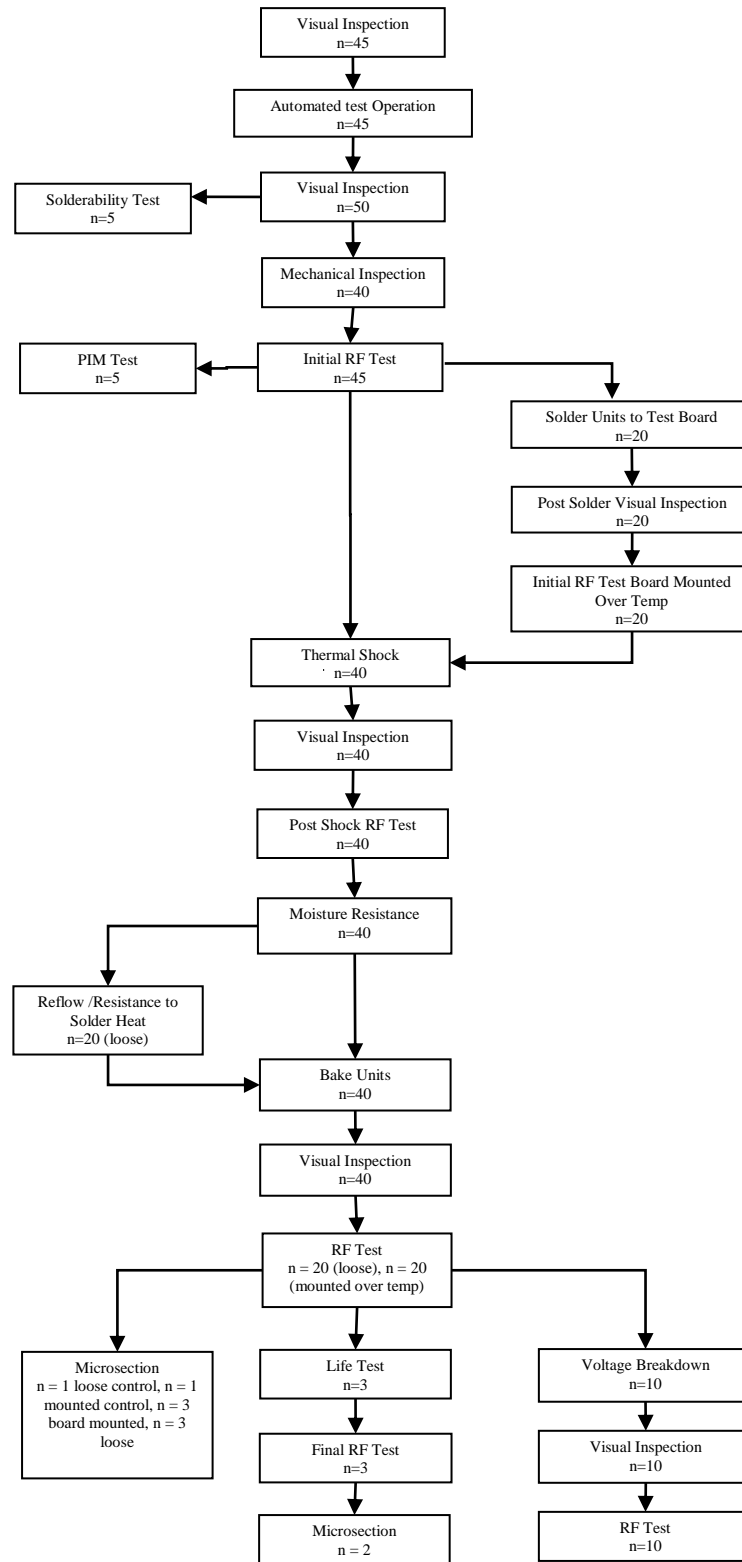 Visual Inspection
n=45
Automated test Operation
n=45
Solderability Test
n=5
Visual Inspection
n=50
Mechanical Inspection
n=40
PIM Test
n=5
Initial RF Test
n=45
Solder Units to Test Board
n=20
Post Solder Visual Inspection
n=20
Initial RF Test Board Mounted
Over Temp
n=20
Thermal Shock
n=40
Visual Inspection
n=40
Post Shock RF Test
n=40
Moisture Resistance
n=40
Reflow /Resistance to
Solder Heat
n=20 (loose)
Bake Units
n=40
Visual Inspection
n=40
RF Test
n = 20 (loose), n = 20
(mounted over temp)
Microsection
n = 1 loose control, n = 1
mounted control, n = 3
board mounted, n = 3
loose
Life Test
n=3
Final RF Test
n=3
Microsection
n = 2
Voltage Breakdown
n=10
Visual Inspection
n=10
RF Test
n=10